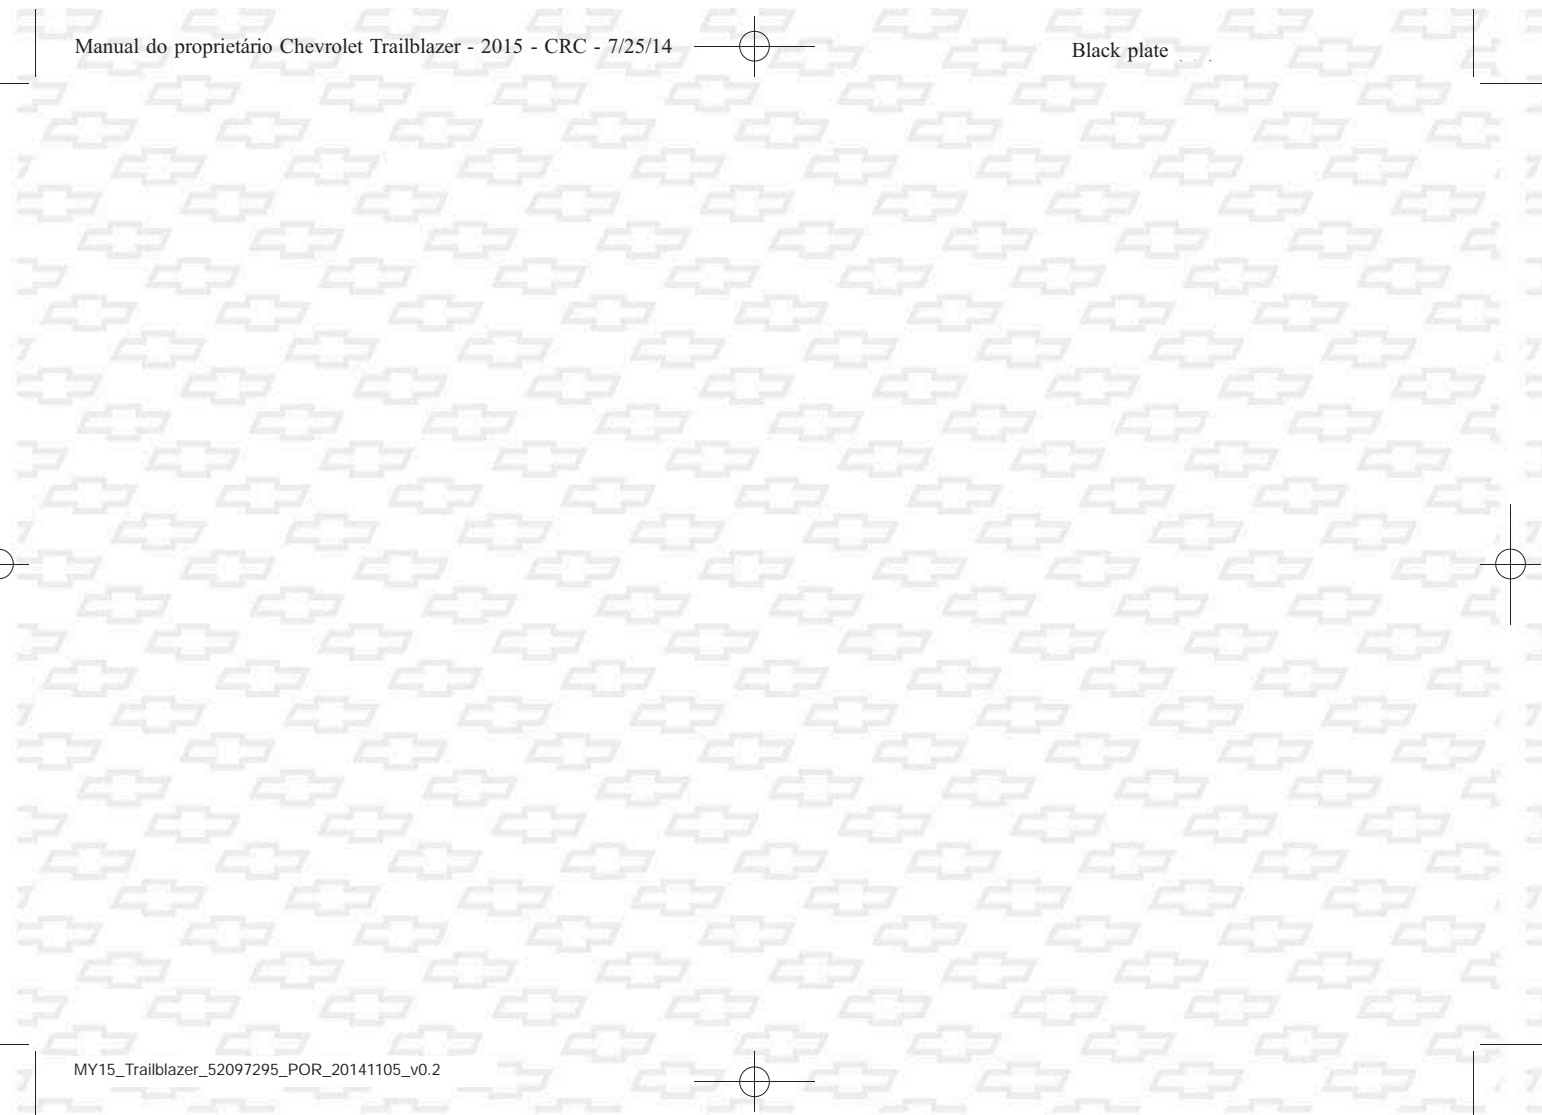 Manual do proprietário Chevrolet Trailblazer - 2015 - CRC - 7/25/14
Black plate
MY15_Trailblazer_52097295_POR_20141105_v0.2